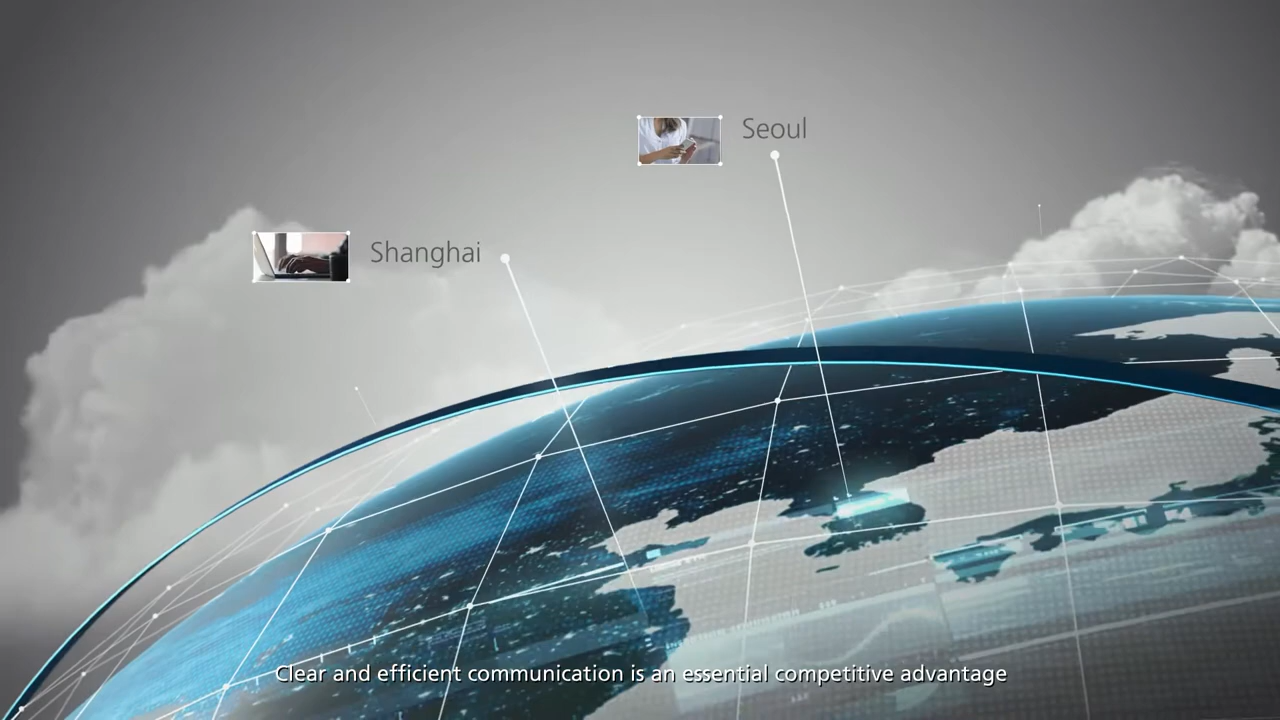 Seoul
Shanghai
Clear and efficient communication is an essential competitive advantage